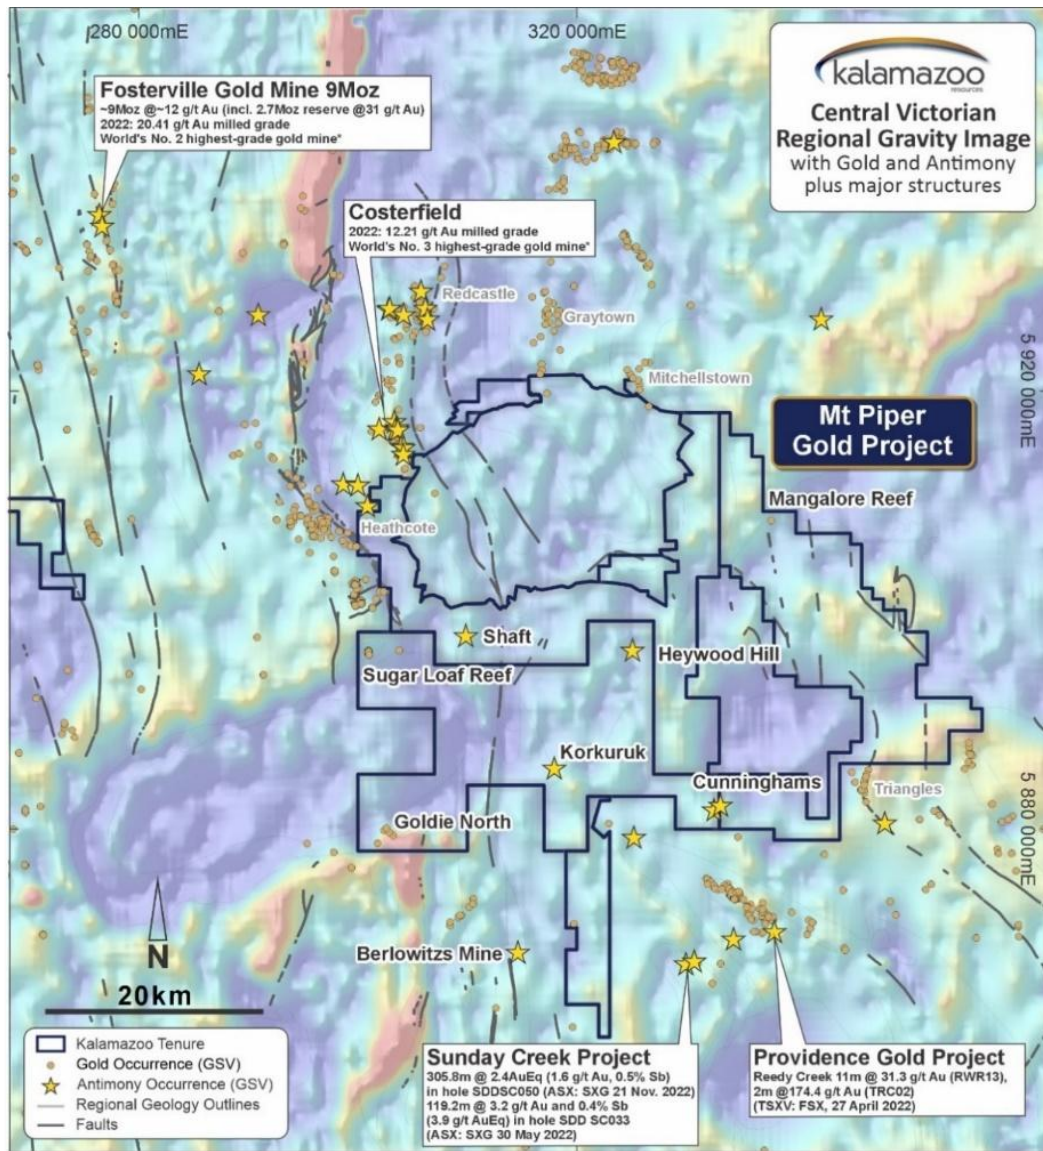 280 000mE
320 000mE
kalamazoo
resources
Central Victorian
Regional Gravity Image
with Gold and Antimony
plus major structures
Fosterville Gold Mine 9Moz
~9Moz @~12 g/t Au (incl. 2.7Moz reserve @31 g/t Au)
2022: 20.41 g/t Au milled grade
World's No. 2 highest-grade gold mine*
Costerfield
2022: 12.21 g/t Au milled grade
World's No. 3 highest-grade gold mine*
Redcastle
Graytown
5 920 000mE
Mitchellstown
Mt Piper
Gold Project
Mangalore Reef
Heathcote
Shaft
Sugar Loaf Reef
Heywood Hill
Korkuruk
Cunninghams
Triangles
5 880 000mE
Goldie North
Berlowitzs Mine
N
20km
Kalamazoo Tenure
Gold Occurrence (GSV)
Antimony Occurrence (GSV)
Regional Geology Outlines
Faults
Sunday Creek Project
305.8m @ 2.4AuEq (1.6 g/t Au, 0.5% Sb)
in hole SDDSC050 (ASX: SXG 21 Nov. 2022)
119.2m @ 3.2 g/t Au and 0.4% Sb
(3.9 g/t AuEq) in hole SDD SC033
(ASX: SXG 30 May 2022)
Providence Gold Project
Reedy Creek 11m @ 31.3 g/t Au (RWR13),
2m @174.4 g/t Au (TRC02)
(TSXV: FSX, 27 April 2022)